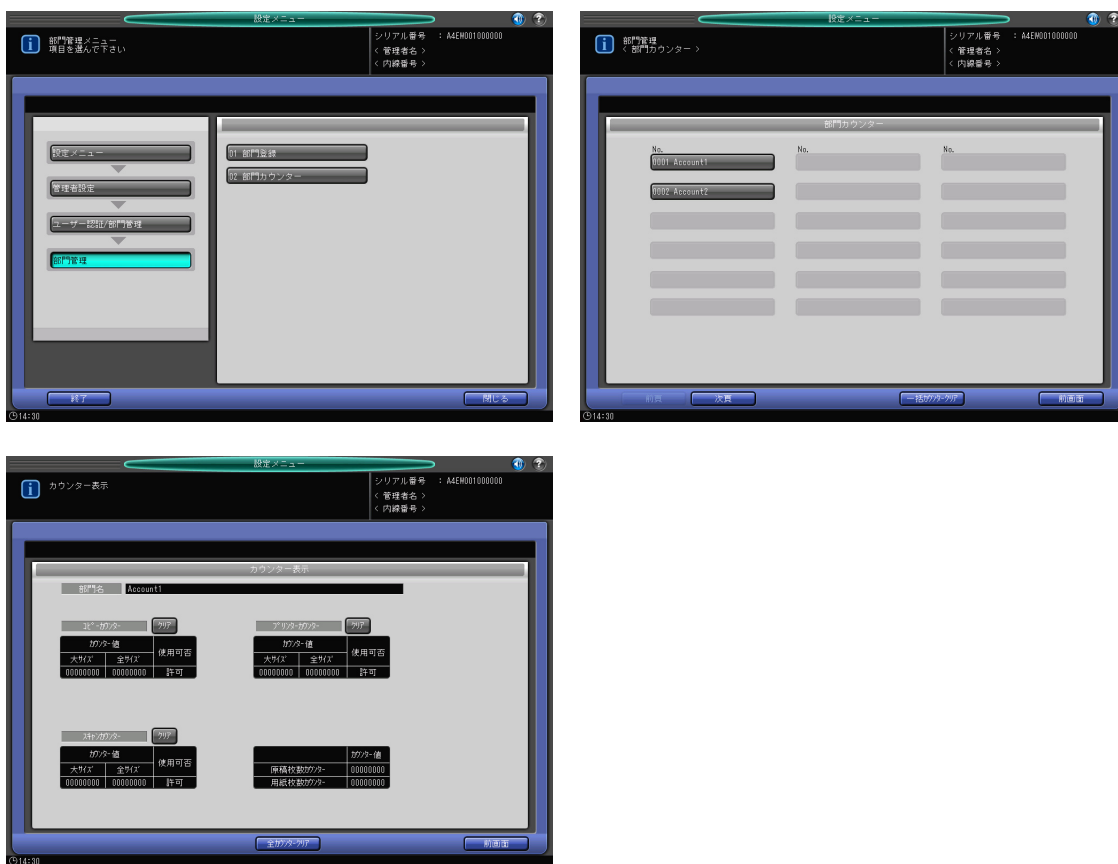 設定メニュー
部門管理メニュー
項目を選んで下さい
シリアル番号 : A4EW001000000
< 管理者名 >
< 内線番号 >
設定メニュー
管理者設定
ユーザー認証/部門管理
部門管理
01 部門登録
02 部門カウンター
終了
閉じる
14:30
設定メニュー
部門管理
< 部門カウンター >
シリアル番号 : A4EW001000000
< 管理者名 >
< 内線番号 >
部門カウンター
No. No. No.
0001 Account1
0002 Account2
前頁
次頁
一括カウンタークリア
前画面
14:30
設定メニュー
カウンター表示
シリアル番号 : A4EW001000000
< 管理者名 >
< 内線番号 >
カウンター表示
部門名 Account1
コピーカウンター クリア
カウンター値 使用可否
大サイズ 全サイズ
00000000 00000000 許可
プリンターカウンター クリア
カウンター値 使用可否
大サイズ 全サイズ
00000000 00000000 許可
スキャンカウンター クリア
カウンター値 使用可否
大サイズ 全サイズ
00000000 00000000 許可
カウンター値
原稿枚数カウンター 00000000
用紙枚数カウンター 00000000
全カウンタークリア
前画面
14:30